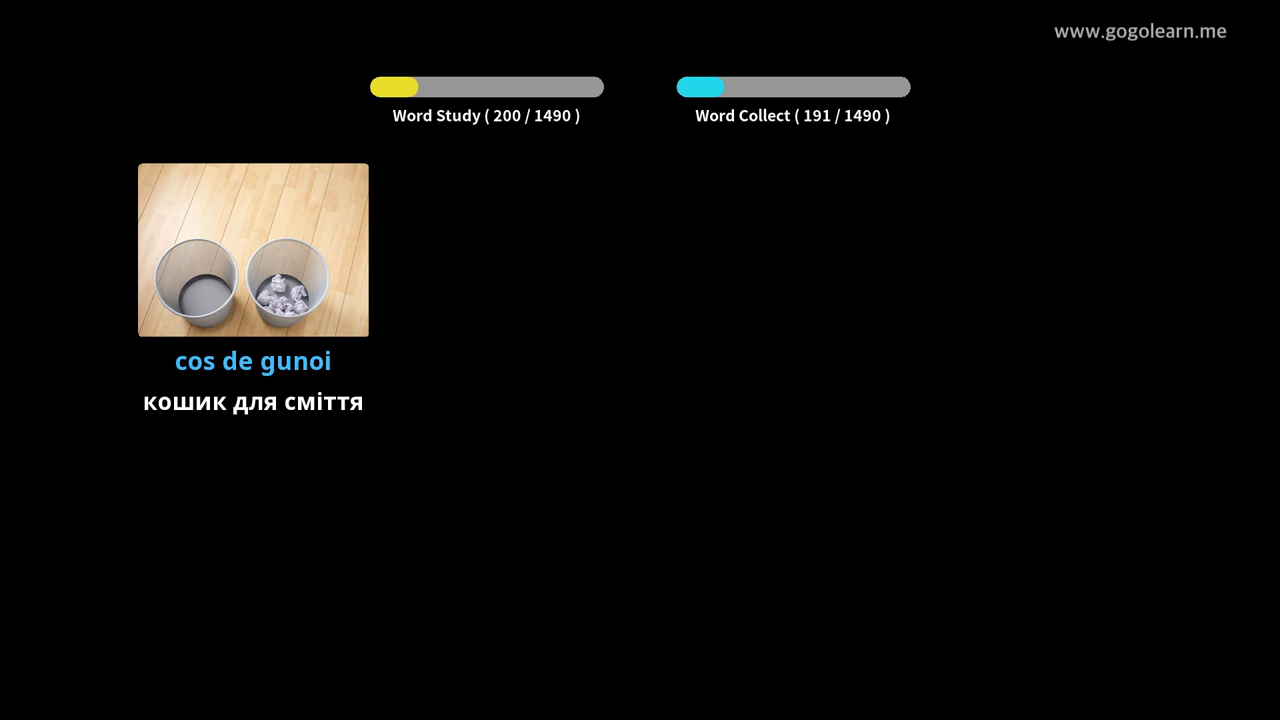 www.gogolearn.me
Word Study ( 200 / 1490 )
Word Collect ( 191 / 1490 )
cos de gunoi
кошик для сміття